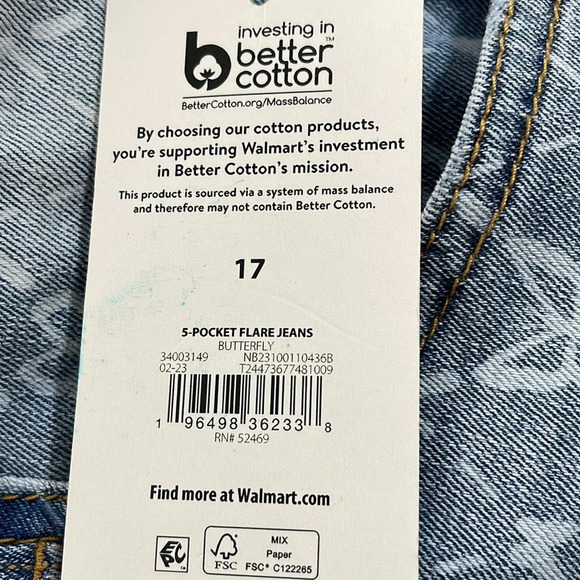 investing in
better™
cotton
BetterCotton.org/MassBalance
By choosing our cotton products,
you're supporting Walmart's investment
in Better Cotton's mission.
This product is sourced via a system of mass balance
and therefore may not contain Better Cotton.
17
5-POCKET FLARE JEANS
BUTTERFLY
34003149 NB23100110436B
02-23 T24473677481009
1 96498 36233 8
RN# 52469
Find more at Walmart.com
EPC
FSC
MIX
Paper
FSC® C122265